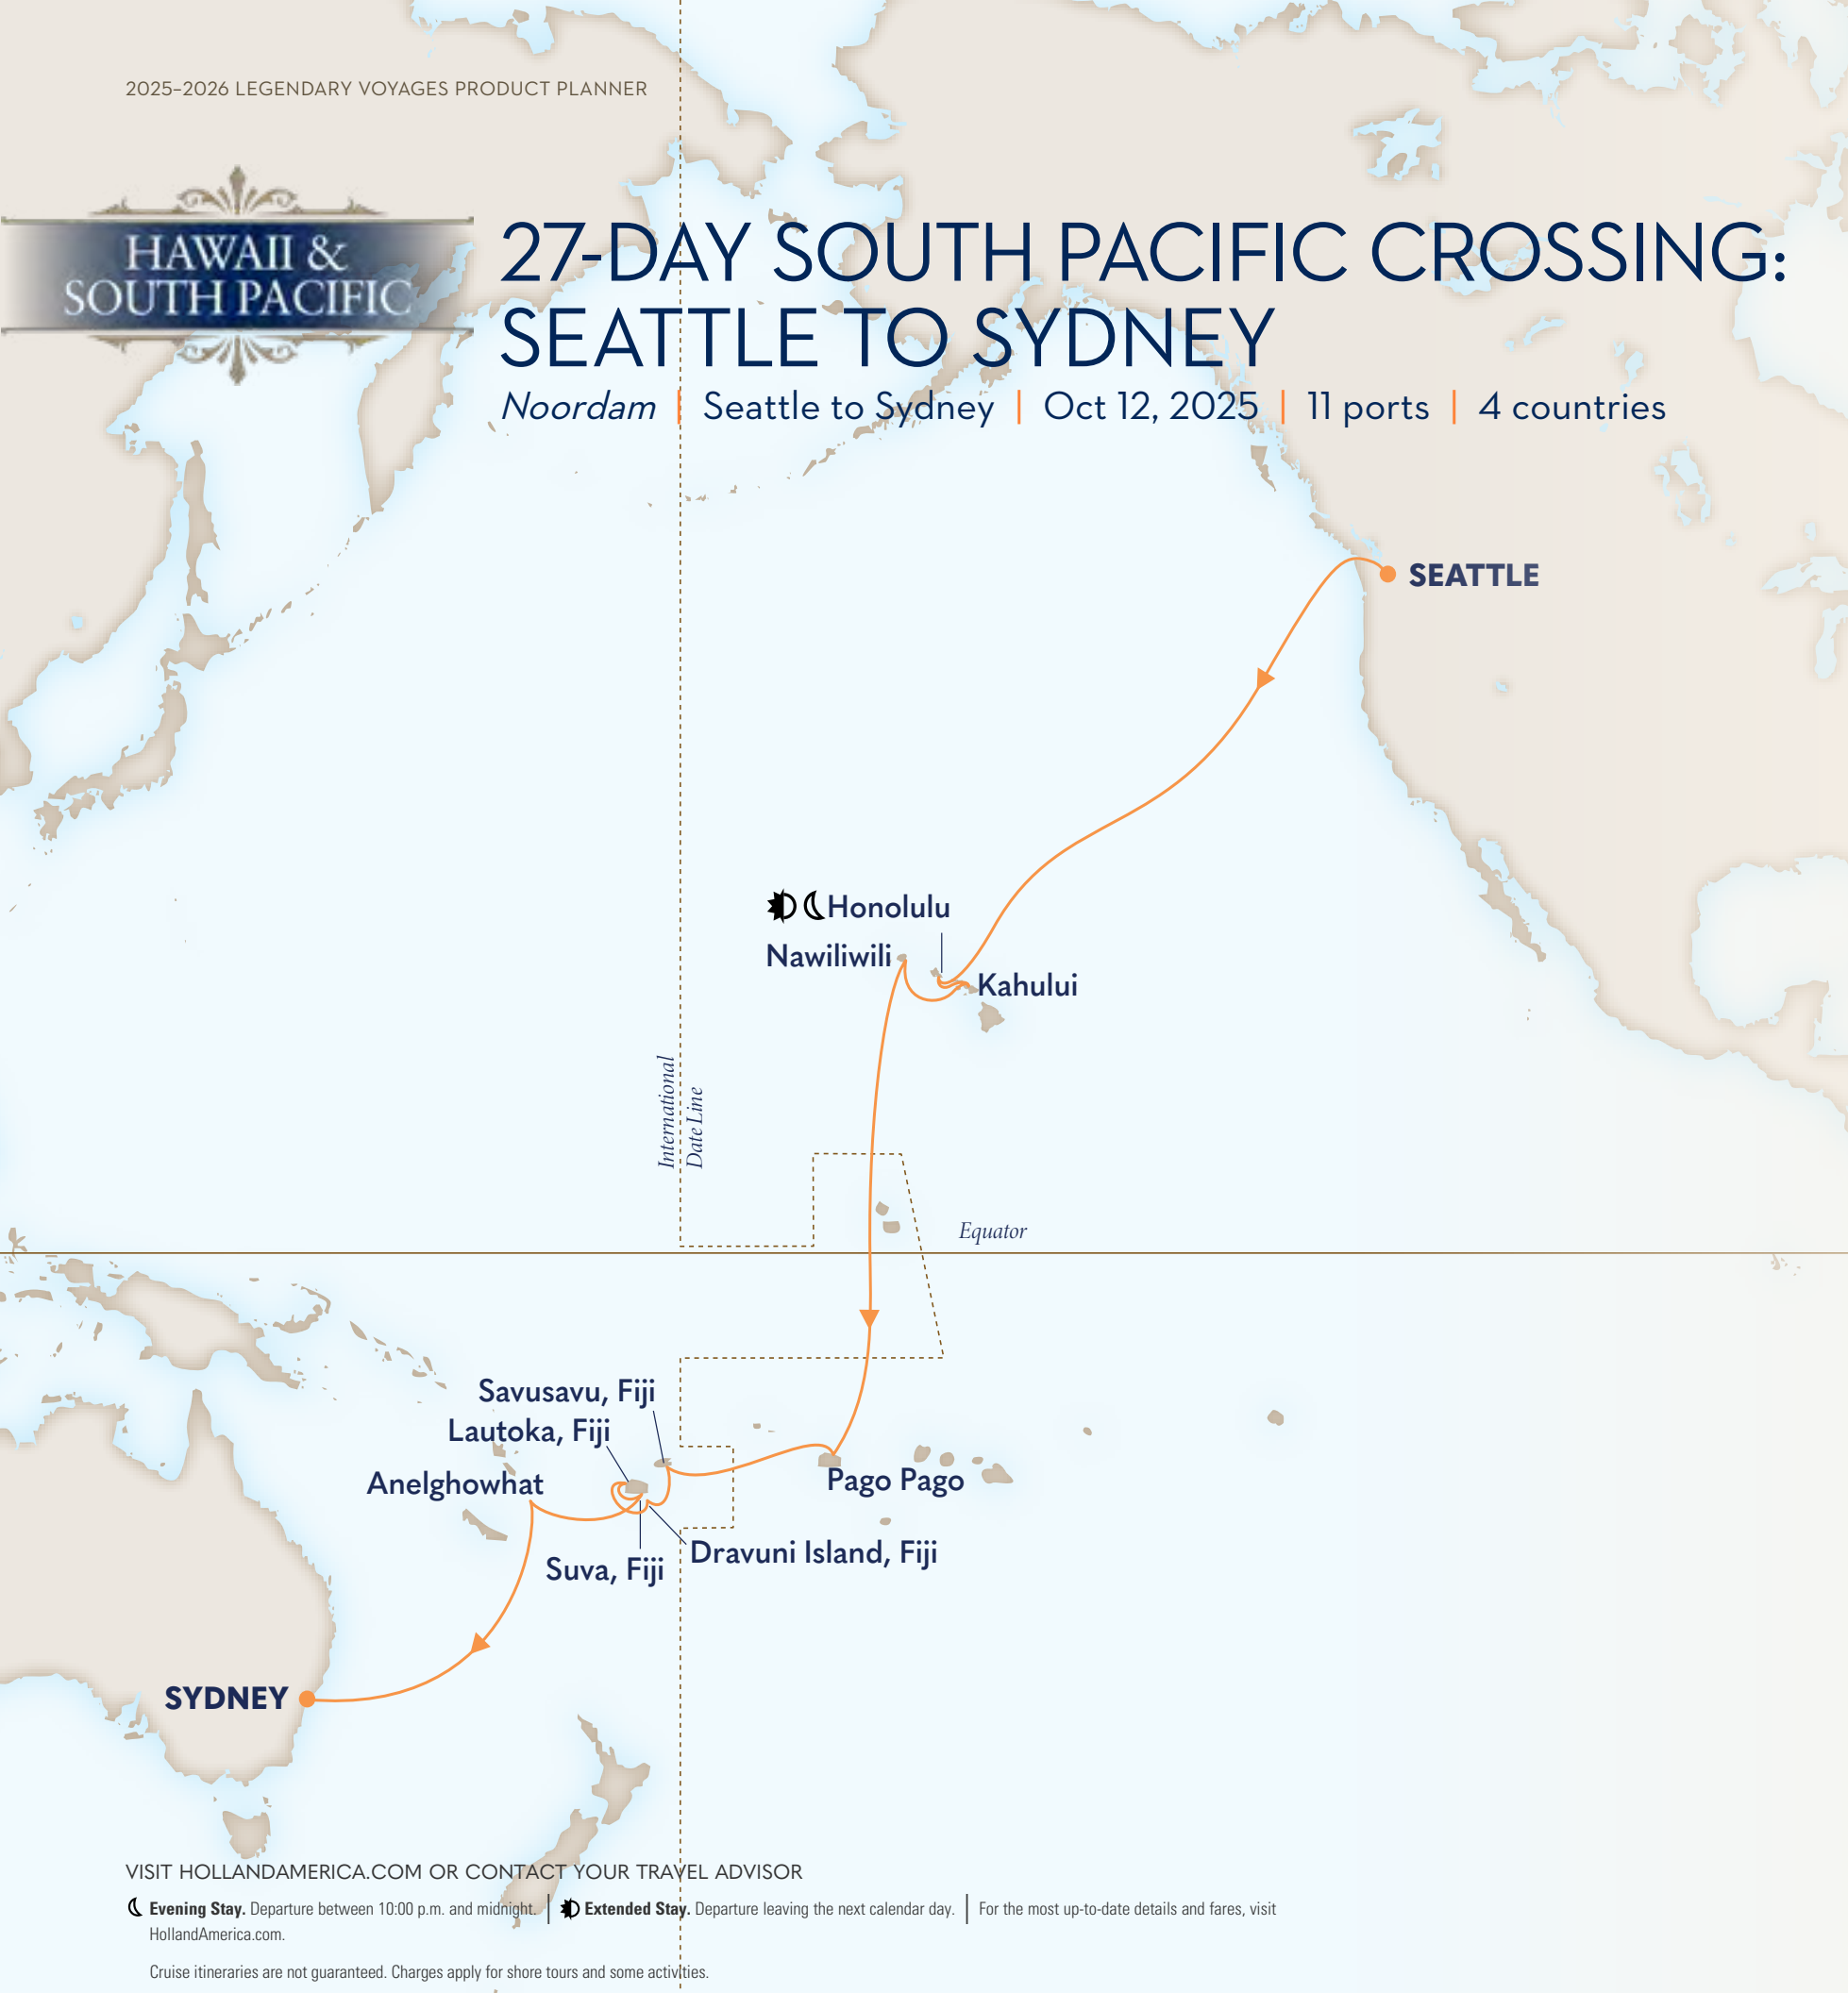 2025–2026 LEGENDARY VOYAGES PRODUCT PLANNER
HAWAII &
SOUTH PACIFIC
27-DAY SOUTH PACIFIC CROSSING:
SEATTLE TO SYDNEY
Noordam | Seattle to Sydney | Oct 12, 2025 | 11 ports | 4 countries
SEATTLE
Honolulu
Nawiliwili
Kahului
International
Date Line
Equator
Savusavu, Fiji
Lautoka, Fiji
Anelghowhat
Pago Pago
Dravuni Island, Fiji
Suva, Fiji
SYDNEY
VISIT HOLLANDAMERICA.COM OR CONTACT YOUR TRAVEL ADVISOR
Evening Stay. Departure between 10:00 p.m. and midnight. | Extended Stay. Departure leaving the next calendar day. | For the most up-to-date details and fares, visit
HollandAmerica.com.
Cruise itineraries are not guaranteed. Charges apply for shore tours and some activities.